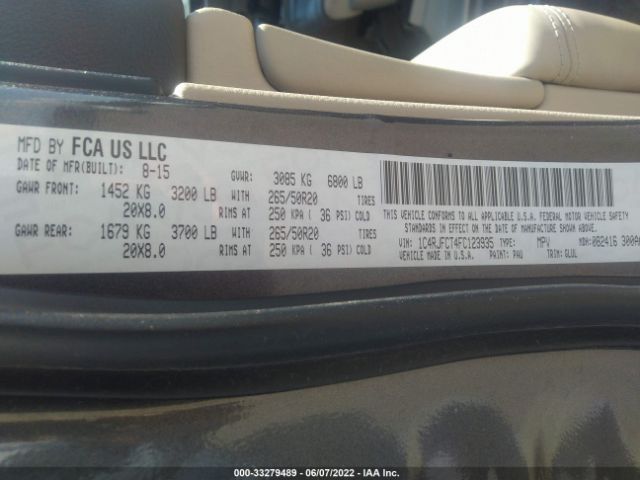 MFD BY FCA US LLC
DATE OF MFR(BUILT): 8-15 GVWR: 3085 KG 6800 LB
GAWR FRONT: 1452 KG 3200 LB WITH 265/50R20 TIRES
20X8.0 RIMS AT 250 KPA ( 36 PSI) COLD
GAWR REAR: 1679 KG 3700 LB WITH 265/50R20 TIRES
20X8.0 RIMS AT 250 KPA ( 36 PSI) COLD
THIS VEHICLE CONFORMS TO ALL APPLICABLE U.S.A. FEDERAL MOTOR VEHICLE SAFETY
STANDARDS IN EFFECT ON THE DATE OF MANUFACTURE SHOWN ABOVE.
VIN: 1C4RJFCT4FC123935 TYPE: MPV MDH: 062416 300A
VEHICLE MADE IN U.S.A. PAINT: PAU TRIM: GLUL
000-33279489 - 06/07/2022 - IAA Inc.